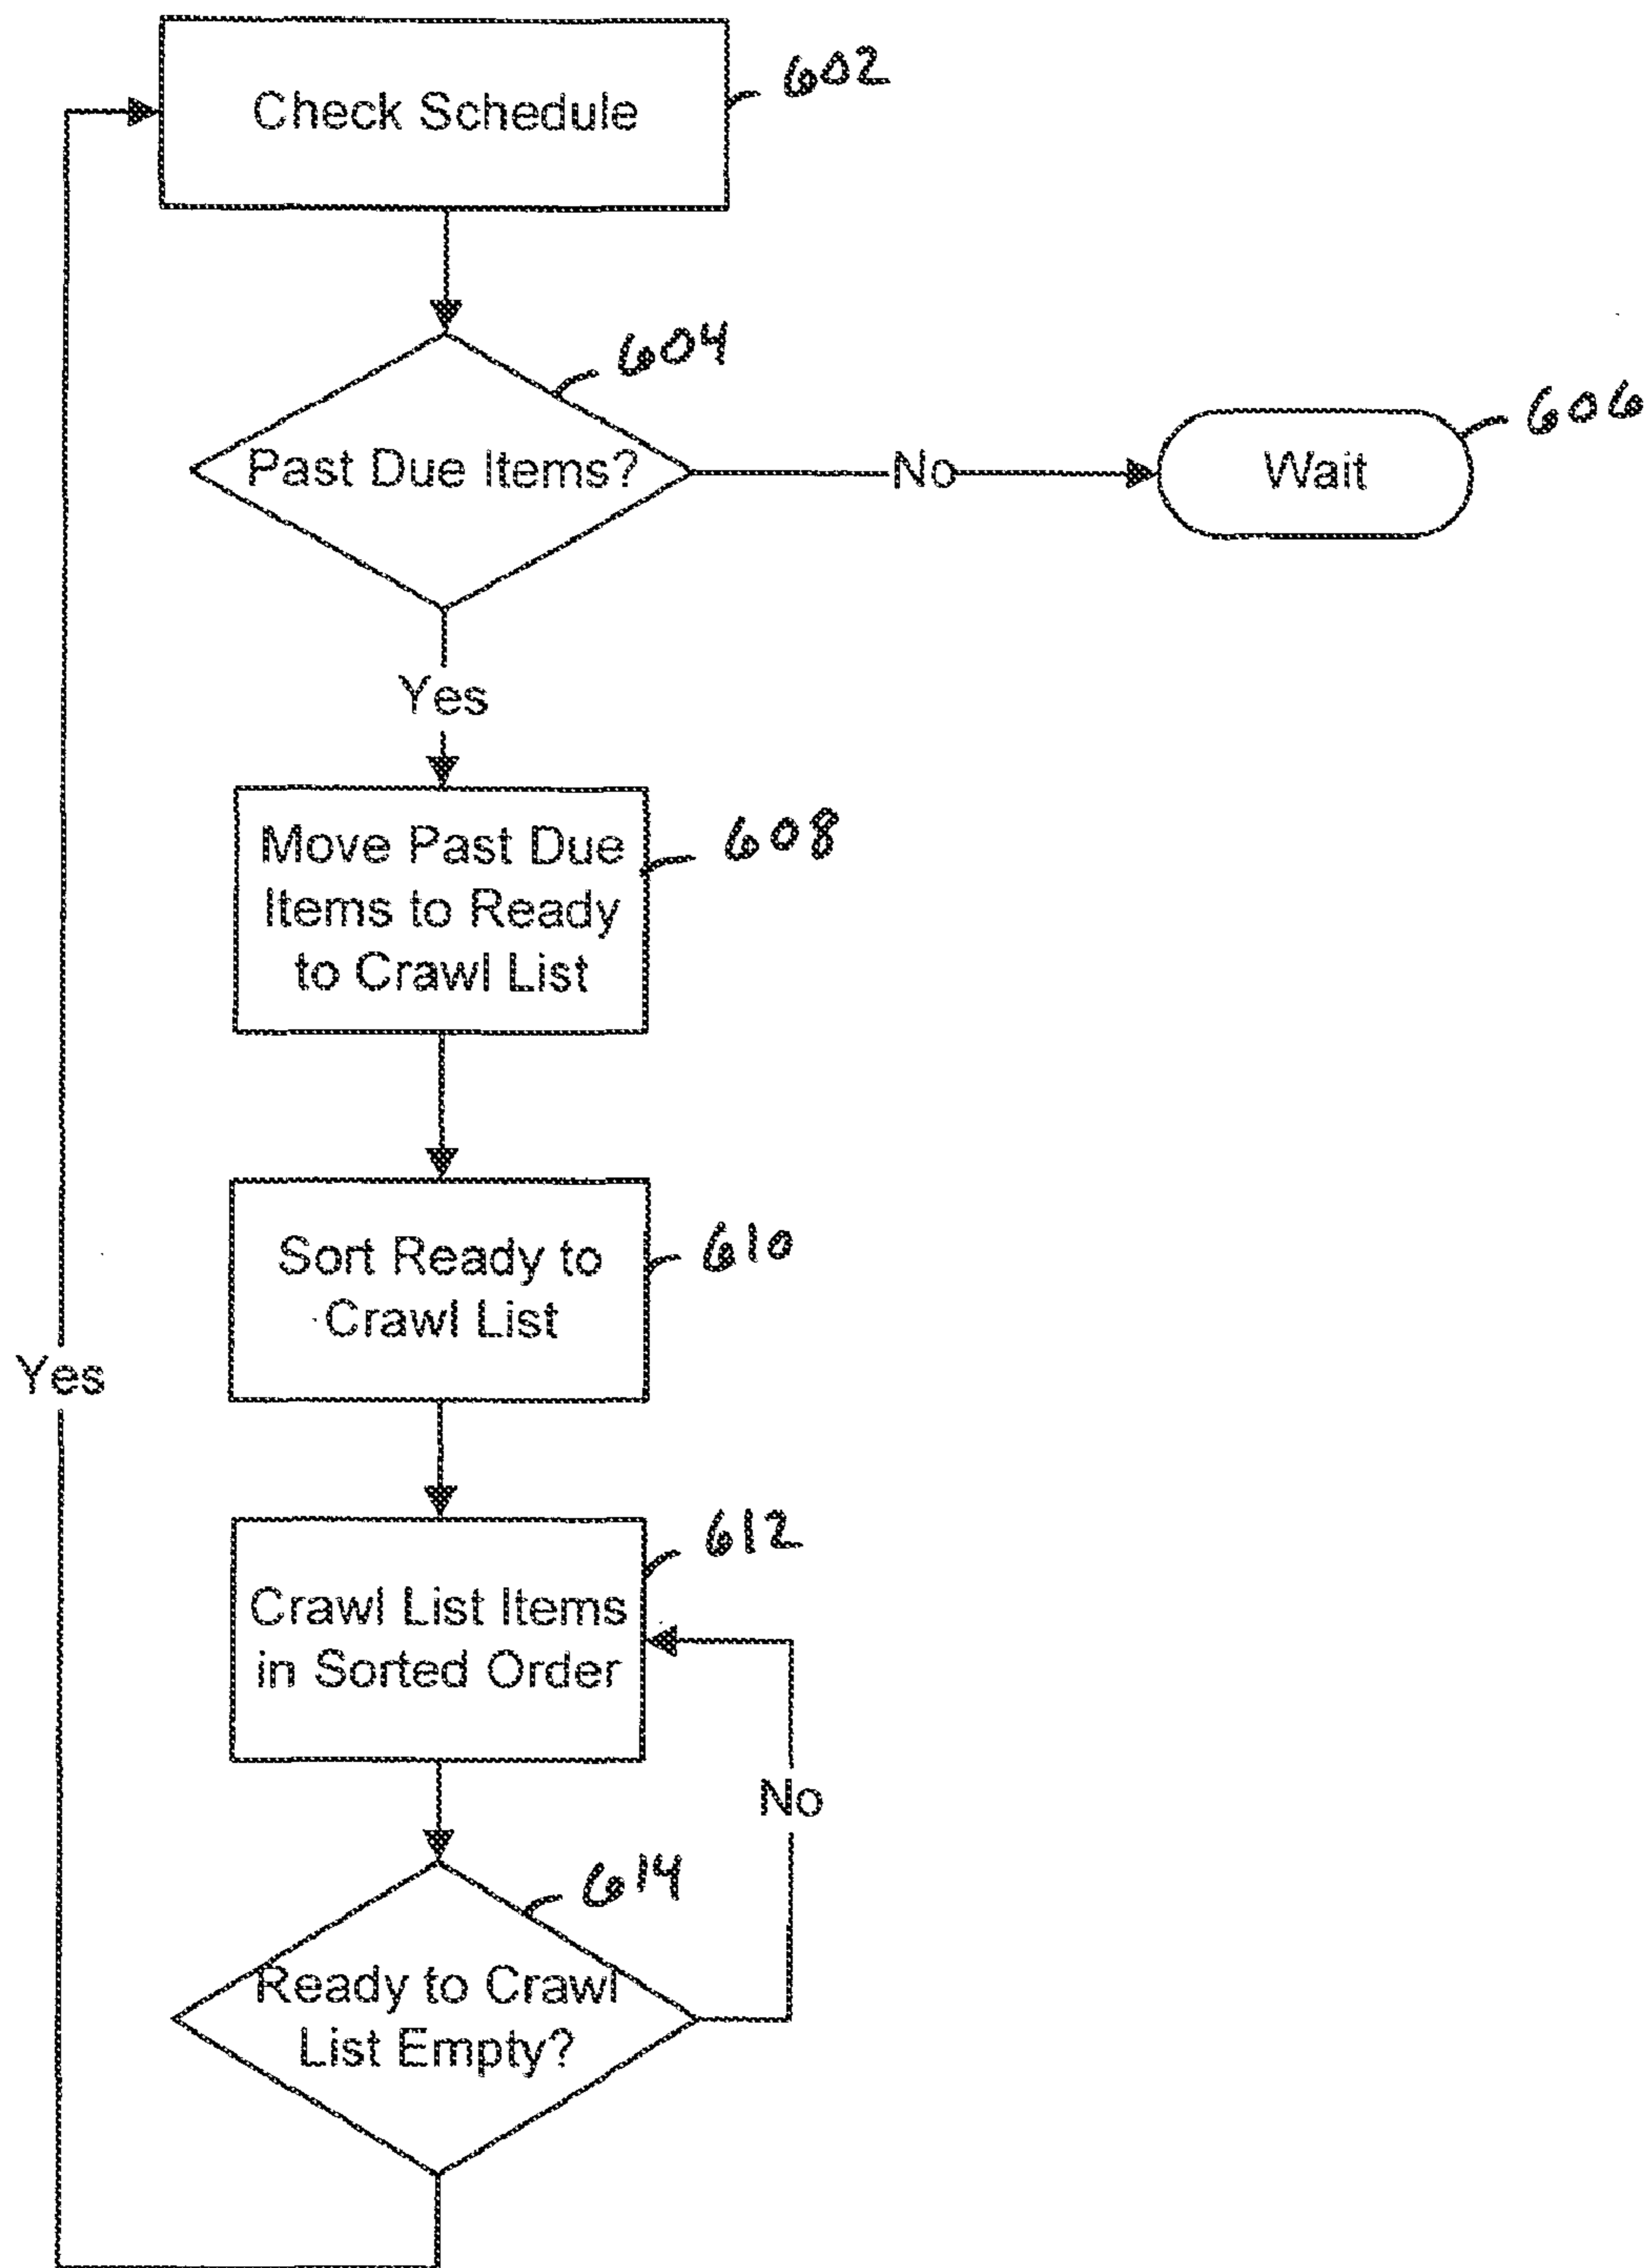 Check Schedule
602
604
Past Due Items?
No
Wait
606
Yes
Move Past Due
Items to Ready
to Crawl List
608
Sort Ready to
Crawl List
610
Yes
612
Crawl List Items
in Sorted Order
No
614
Ready to Crawl
List Empty?